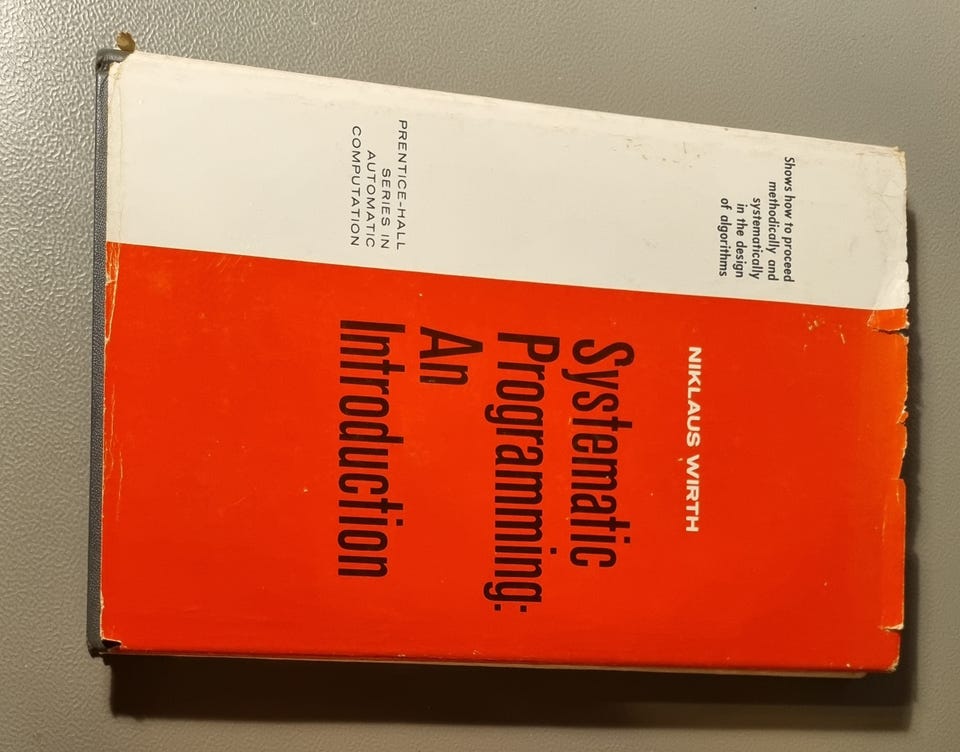 Shows how to proceed
methodically and
systematically
in the design
of algorithms
NIKLAUS WIRTH
Systematic
Programming:
An
Introduction
PRENTICE-HALL
SERIES IN
AUTOMATIC
COMPUTATION